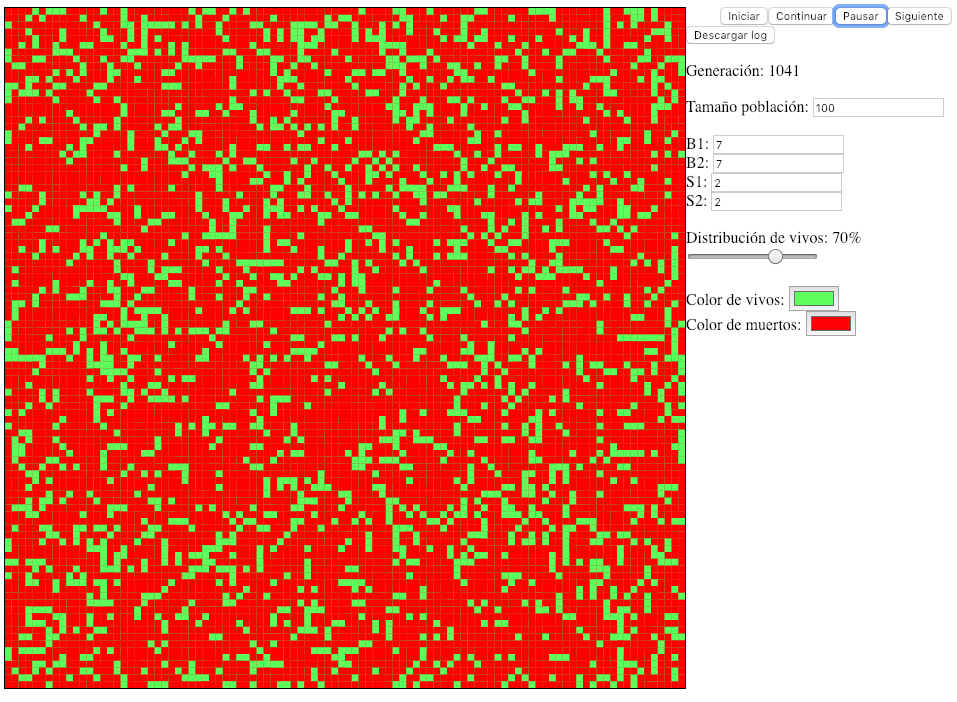 Iniciar Continuar Pausar Siguiente
Descargar log
Generación: 1041
Tamaño población: 100
B1: 7
B2: 7
S1: 2
S2: 2
Distribución de vivos: 70%
Color de vivos:
Color de muertos: